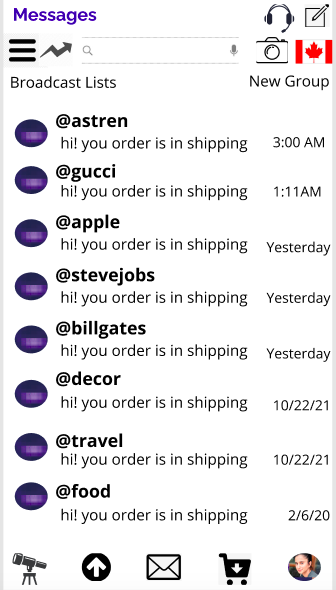 Messages
Broadcast Lists New Group
@astren
hi! you order is in shipping 3:00 AM
@gucci
hi! you order is in shipping 1:11AM
@apple
hi! you order is in shipping Yesterday
@stevejobs
hi! you order is in shipping Yesterday
@billgates
hi! you order is in shipping Yesterday
@decor
hi! you order is in shipping 10/22/21
@travel
hi! you order is in shipping 10/22/21
@food
hi! you order is in shipping 2/6/20